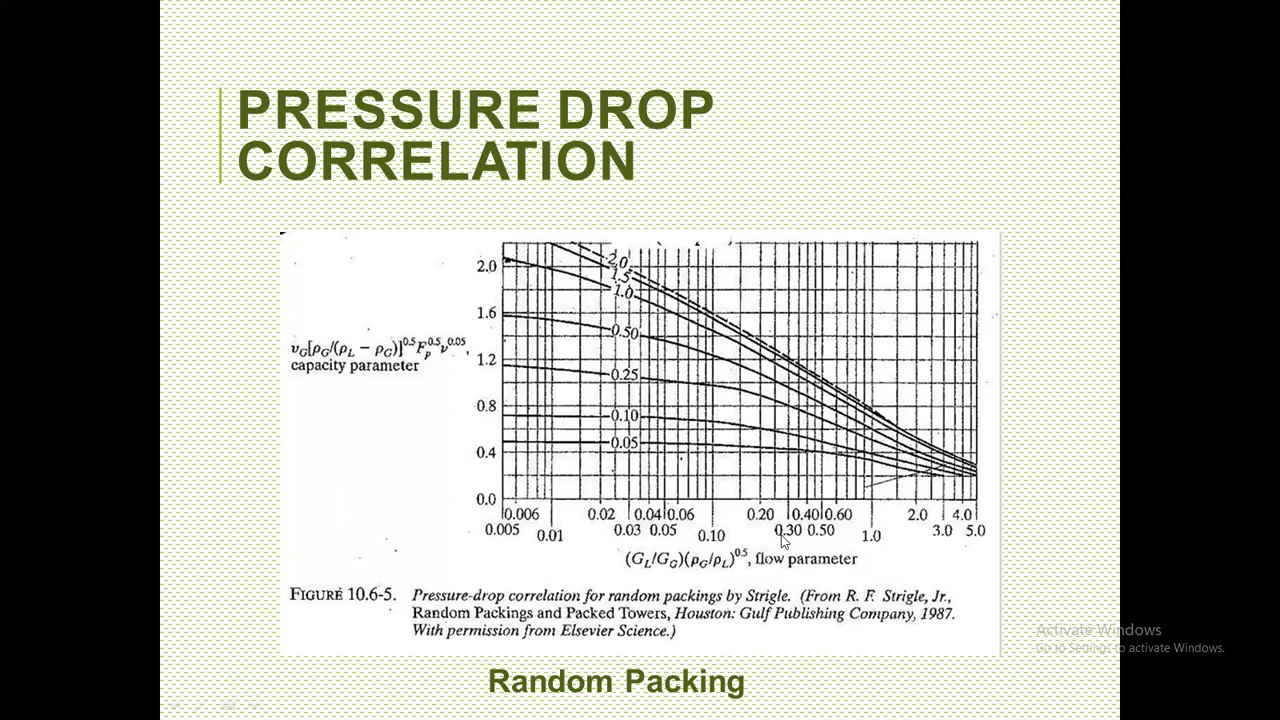 PRESSURE DROP
CORRELATION
2.0
1.6
1.2
0.8
0.4
0.0
υ_G[ρ_G/(ρ_L − ρ_G)]^0.5 F_p^0.5 ν^0.05,
capacity parameter
2.0
1.5
1.0
0.50
0.25
0.10
0.05
0.006 0.02 0.04 0.06 0.20 0.40 0.60 2.0 4.0
0.005 0.01 0.03 0.05 0.10 0.30 0.50 1.0 3.0 5.0
(G_L/G_G)(ρ_G/ρ_L)^0.5, flow parameter
FIGURE 10.6-5. Pressure-drop correlation for random packings by Strigle. (From R. F. Strigle, Jr.,
Random Packings and Packed Towers, Houston: Gulf Publishing Company, 1987.
With permission from Elsevier Science.)
Random Packing
Activate Windows
Go to Settings to activate Windows.